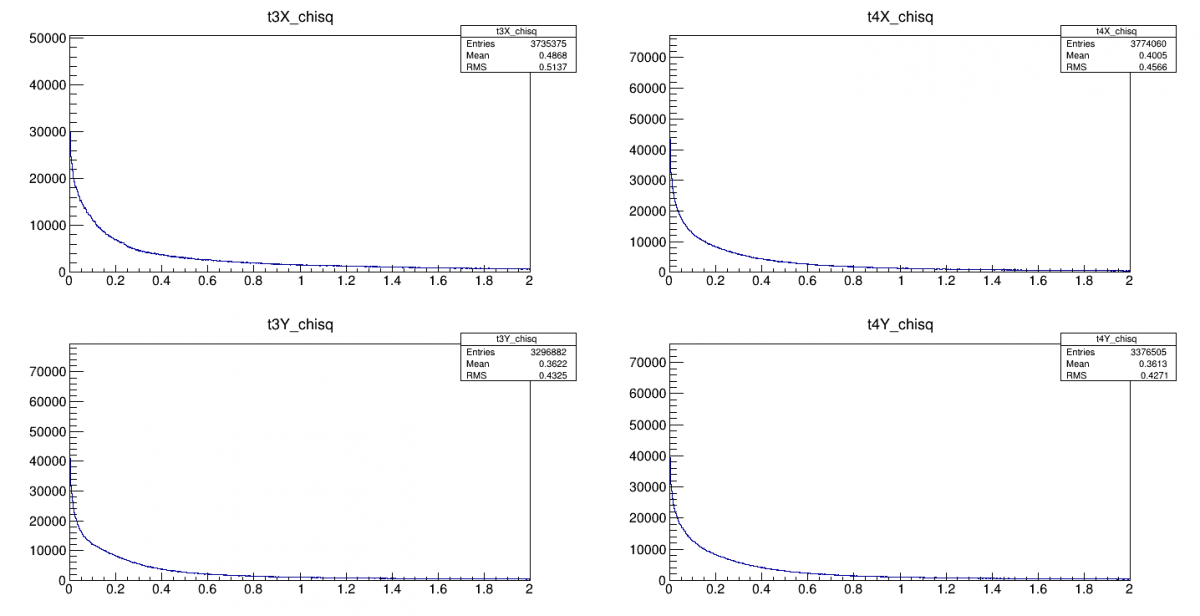 t3X_chisq
t3X_chisq
Entries 3735375
Mean 0.4868
RMS 0.5137
50000
40000
30000
20000
10000
0
0 0.2 0.4 0.6 0.8 1 1.2 1.4 1.6 1.8 2
t4X_chisq
t4X_chisq
Entries 3774060
Mean 0.4005
RMS 0.4566
70000
60000
50000
40000
30000
20000
10000
0
0 0.2 0.4 0.6 0.8 1 1.2 1.4 1.6 1.8 2
t3Y_chisq
t3Y_chisq
Entries 3296882
Mean 0.3622
RMS 0.4325
70000
60000
50000
40000
30000
20000
10000
0
0 0.2 0.4 0.6 0.8 1 1.2 1.4 1.6 1.8 2
t4Y_chisq
t4Y_chisq
Entries 3376505
Mean 0.3613
RMS 0.4271
70000
60000
50000
40000
30000
20000
10000
0
0 0.2 0.4 0.6 0.8 1 1.2 1.4 1.6 1.8 2